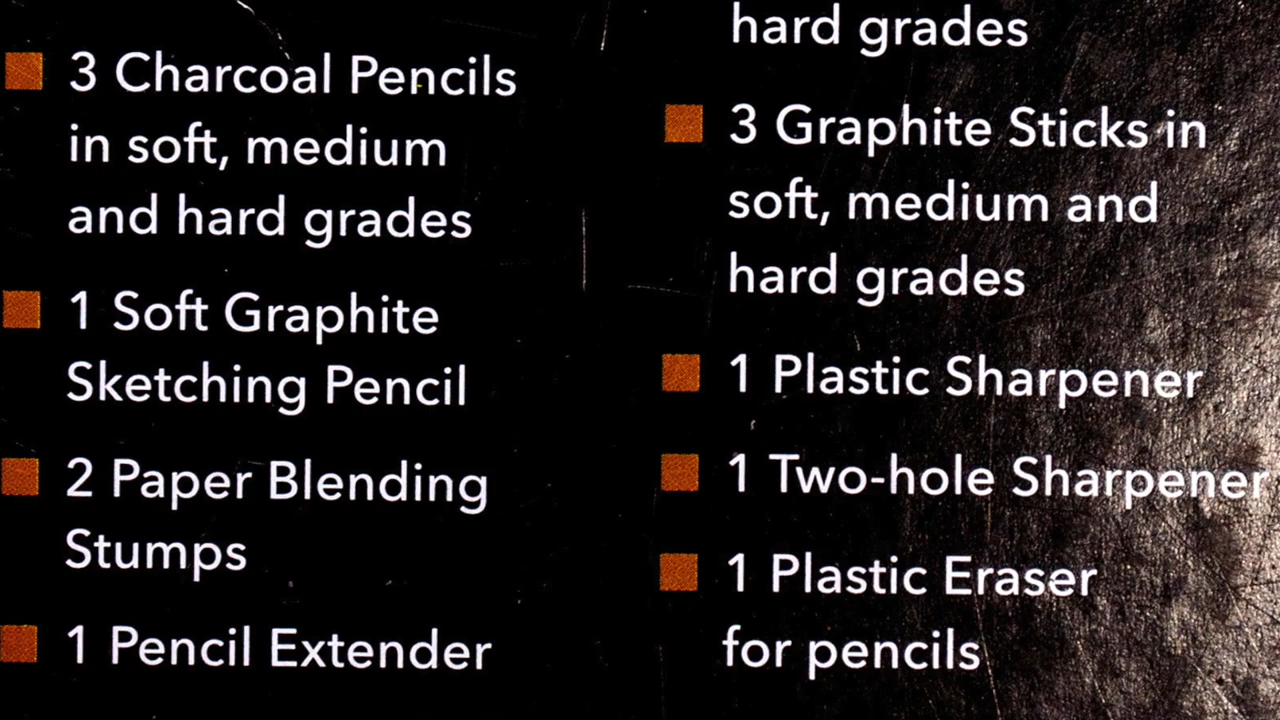 3 Charcoal Pencils
in soft, medium
and hard grades
1 Soft Graphite
Sketching Pencil
2 Paper Blending
Stumps
1 Pencil Extender
hard grades
3 Graphite Sticks in
soft, medium and
hard grades
1 Plastic Sharpener
1 Two-hole Sharpener
1 Plastic Eraser
for pencils